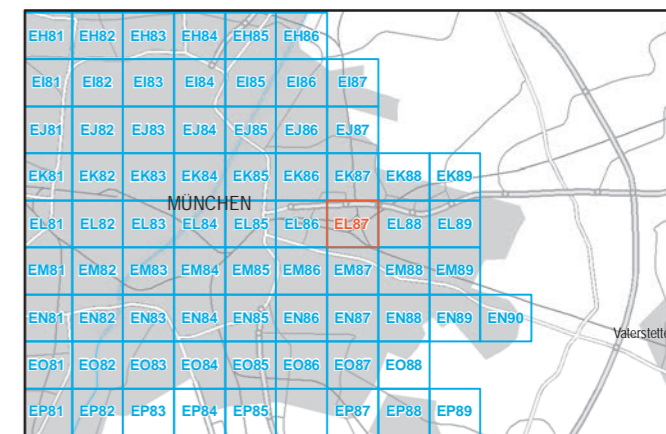 EH81 EH82 EH83 EH84 EH85 EH86
EI81 EI82 EI83 EI84 EI85 EI86 EI87
EJ81 EJ82 EJ83 EJ84 EJ85 EJ86 EJ87
EK81 EK82 EK83 EK84 EK85 EK86 EK87 EK88 EK89
MÜNCHEN
EL81 EL82 EL83 EL84 EL85 EL86 EL87 EL88 EL89
EM81 EM82 EM83 EM84 EM85 EM86 EM87 EM88 EM89
EN81 EN82 EN83 EN84 EN85 EN86 EN87 EN88 EN89 EN90
Vaterstette
EO81 EO82 EO83 EO84 EO85 EO86 EO87 EO88
EP81 EP82 EP83 EP84 EP85 EP87 EP88 EP89